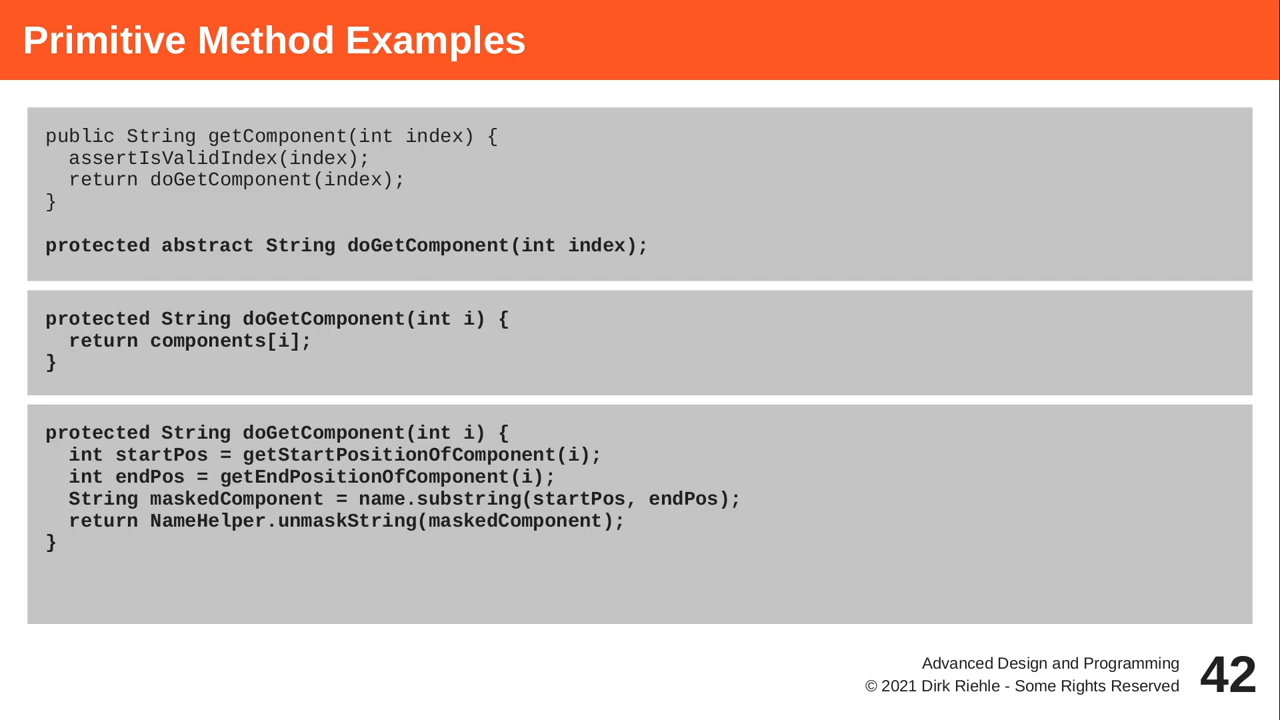 Primitive Method Examples
public String getComponent(int index) {
  assertIsValidIndex(index);
  return doGetComponent(index);
}
protected abstract String doGetComponent(int index);
protected String doGetComponent(int i) {
  return components[i];
}
protected String doGetComponent(int i) {
  int startPos = getStartPositionOfComponent(i);
  int endPos = getEndPositionOfComponent(i);
  String maskedComponent = name.substring(startPos, endPos);
  return NameHelper.unmaskString(maskedComponent);
}
Advanced Design and Programming
© 2021 Dirk Riehle - Some Rights Reserved
42